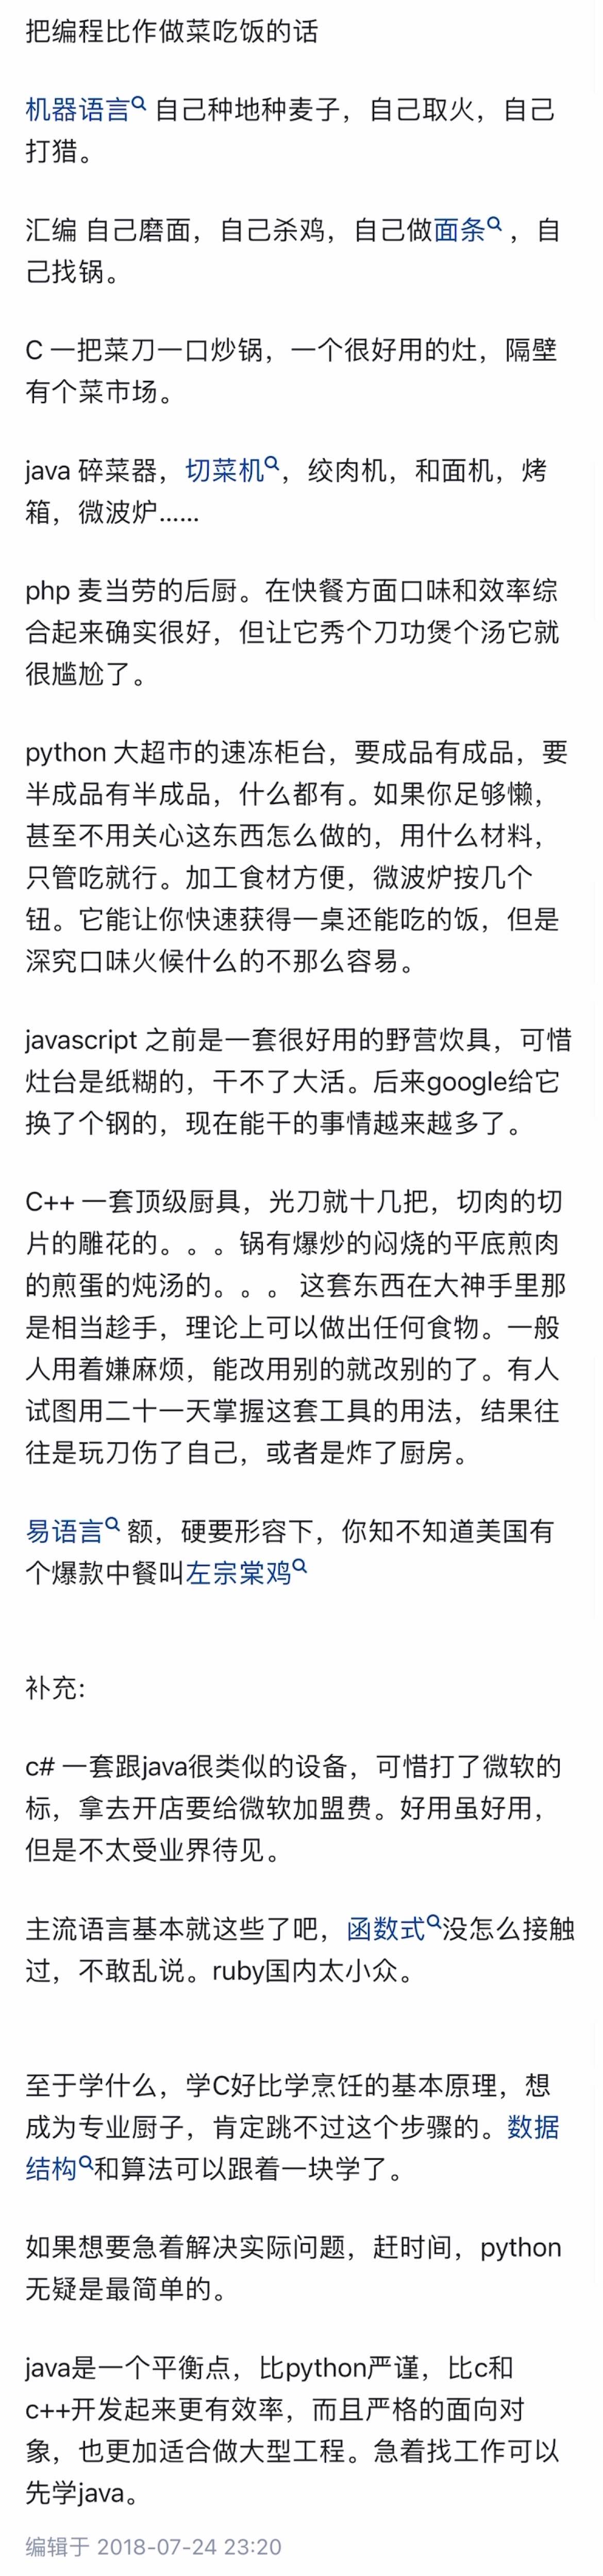 把编程比作做菜吃饭的话
机器语言 自己种地种麦子，自己取火，自己
打猎。
汇编 自己磨面，自己杀鸡，自己做面条 ，自
己找锅。
C 一把菜刀一口炒锅，一个很好用的灶，隔壁
有个菜市场。
java 碎菜器，切菜机，绞肉机，和面机，烤
箱，微波炉......
php 麦当劳的后厨。在快餐方面口味和效率综
合起来确实很好，但让它秀个刀功煲个汤它就
很尴尬了。
python 大超市的速冻柜台，要成品有成品，要
半成品有半成品，什么都有。如果你足够懒，
甚至不用关心这东西怎么做的，用什么材料，
只管吃就行。加工食材方便，微波炉按几个
钮。它能让你快速获得一桌还能吃的饭，但是
深究口味火候什么的不那么容易。
javascript 之前是一套很好用的野营炊具，可惜
灶台是纸糊的，干不了大活。后来google给它
换了个钢的，现在能干的事情越来越多了。
C++ 一套顶级厨具，光刀就十几把，切肉的切
片的雕花的。。。锅有爆炒的闷烧的平底煎肉
的煎蛋的炖汤的。。。 这套东西在大神手里那
是相当趁手，理论上可以做出任何食物。一般
人用着嫌麻烦，能改用别的就改别的了。有人
试图用二十一天掌握这套工具的用法，结果往
往是玩刀伤了自己，或者是炸了厨房。
易语言 额，硬要形容下，你知不知道美国有
个爆款中餐叫左宗棠鸡
补充:
c# 一套跟java很类似的设备，可惜打了微软的
标，拿去开店要给微软加盟费。好用虽好用，
但是不太受业界待见。
主流语言基本就这些了吧，函数式没怎么接触
过，不敢乱说。ruby国内太小众。
至于学什么，学C好比学烹饪的基本原理，想
成为专业厨子，肯定跳不过这个步骤的。数据
结构和算法可以跟着一块学了。
如果想要急着解决实际问题，赶时间，python
无疑是最简单的。
java是一个平衡点，比python严谨，比c和
c++开发起来更有效率，而且严格的面向对
象，也更加适合做大型工程。急着找工作可以
先学java。
编辑于 2018-07-24 23:20